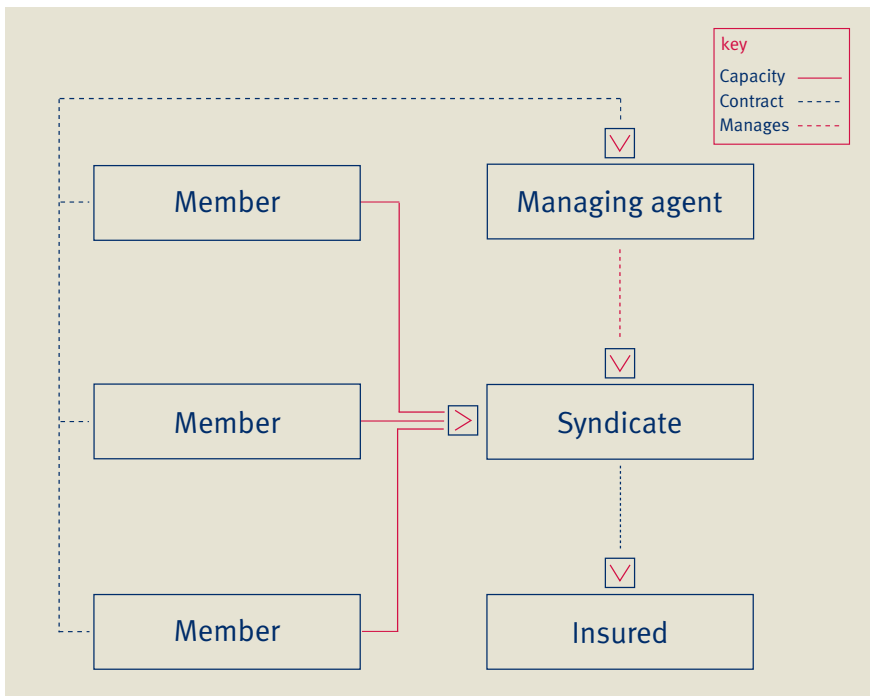 key
Capacity
Contract
Manages
Member
Managing agent
Member
Syndicate
Member
Insured